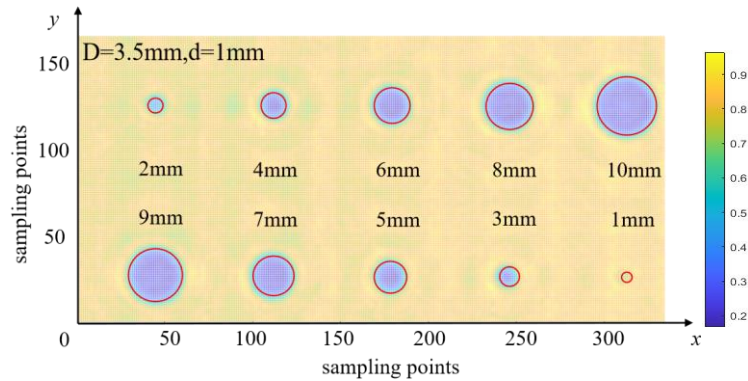 y
D=3.5mm,d=1mm
150
100
50
0
sampling points
2mm 4mm 6mm 8mm 10mm
9mm 7mm 5mm 3mm 1mm
50 100 150 200 250 300
x
sampling points
0.9
0.8
0.7
0.6
0.5
0.4
0.3
0.2